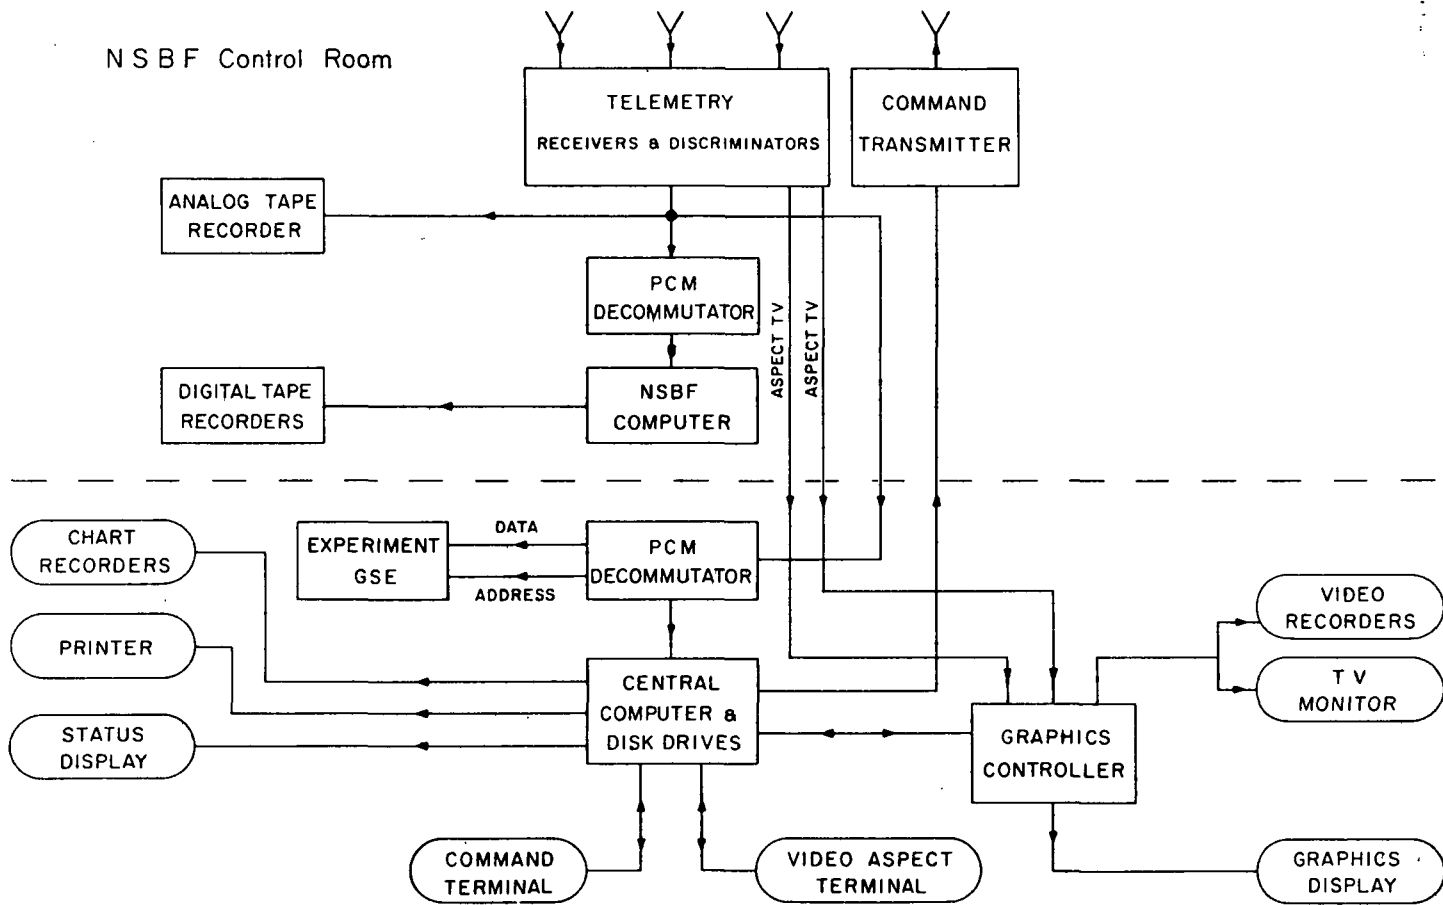 NSBF Control Room
TELEMETRY
RECEIVERS & DISCRIMINATORS
COMMAND
TRANSMITTER
ANALOG TAPE
RECORDER
PCM
DECOMMUTATOR
ASPECT TV
ASPECT TV
DIGITAL TAPE
RECORDERS
NSBF
COMPUTER
CHART
RECORDERS
EXPERIMENT
GSE
DATA
ADDRESS
PCM
DECOMMUTATOR
VIDEO
RECORDERS
PRINTER
CENTRAL
COMPUTER &
DISK DRIVES
TV
MONITOR
STATUS
DISPLAY
GRAPHICS
CONTROLLER
COMMAND
TERMINAL
VIDEO ASPECT
TERMINAL
GRAPHICS
DISPLAY